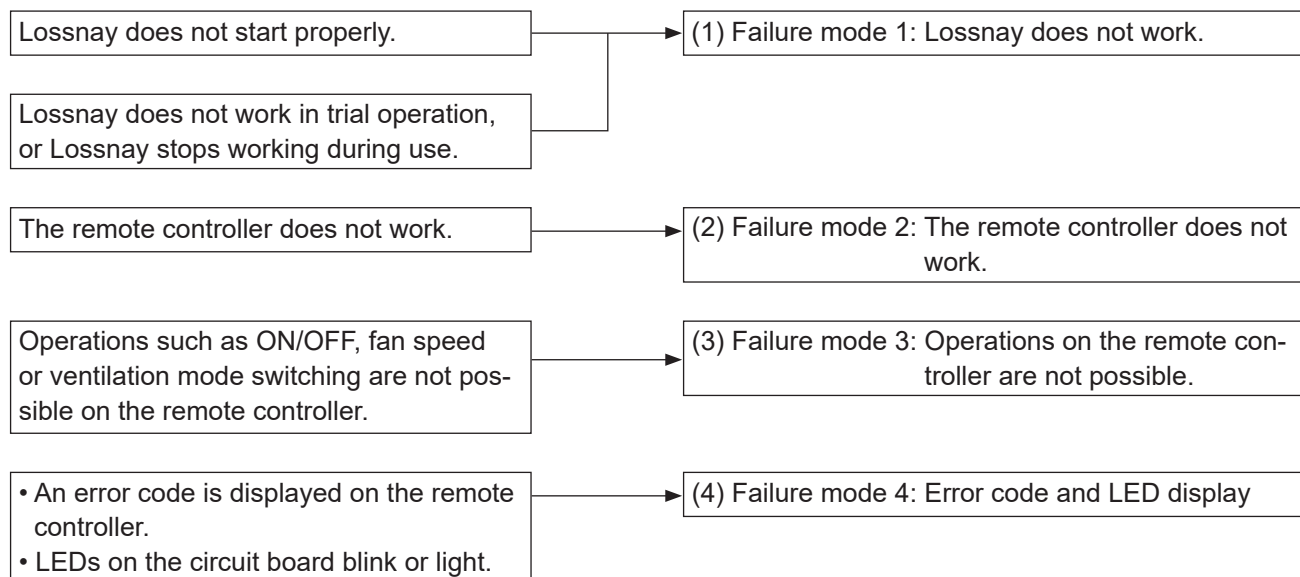 Lossnay does not start properly.
(1) Failure mode 1: Lossnay does not work.
Lossnay does not work in trial operation,
or Lossnay stops working during use.
The remote controller does not work.
(2) Failure mode 2: The remote controller does not
work.
Operations such as ON/OFF, fan speed
or ventilation mode switching are not pos-
sible on the remote controller.
(3) Failure mode 3: Operations on the remote con-
troller are not possible.
• An error code is displayed on the remote
controller.
• LEDs on the circuit board blink or light.
(4) Failure mode 4: Error code and LED display